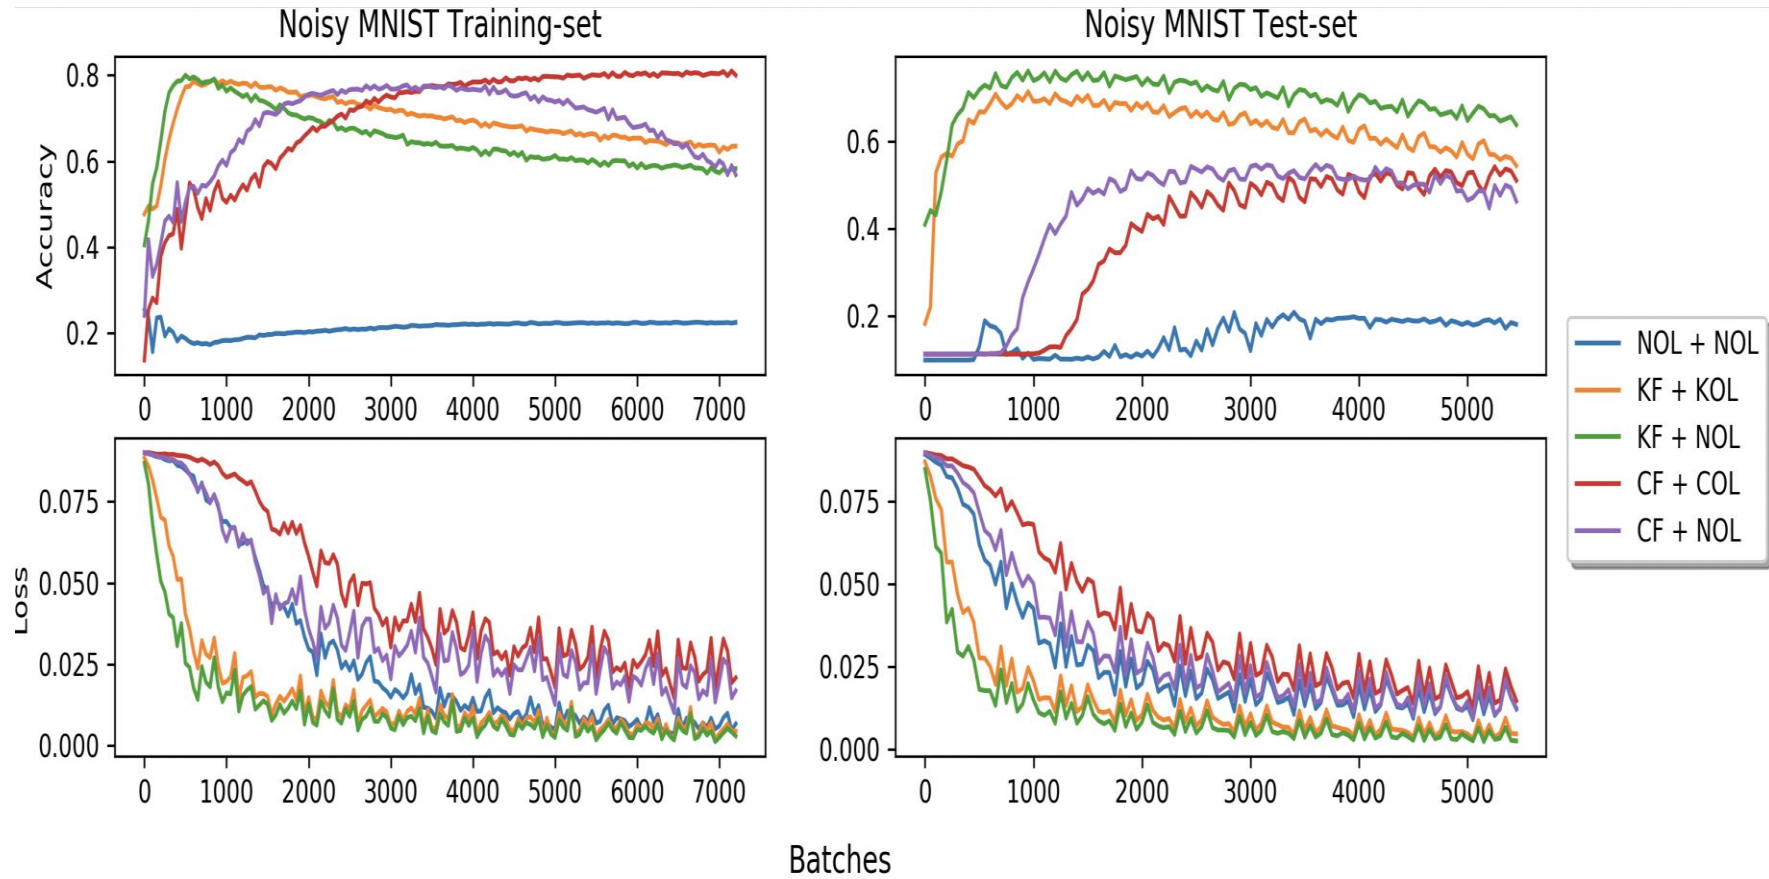 Noisy MNIST Training-set
Noisy MNIST Test-set
Accuracy
0.8
0.6
0.4
0.2
0 1000 2000 3000 4000 5000 6000 7000
0.6
0.4
0.2
0 1000 2000 3000 4000 5000
NOL + NOL
KF + KOL
KF + NOL
CF + COL
CF + NOL
Loss
0.075
0.050
0.025
0.000
0 1000 2000 3000 4000 5000 6000 7000
0.075
0.050
0.025
0.000
0 1000 2000 3000 4000 5000
Batches